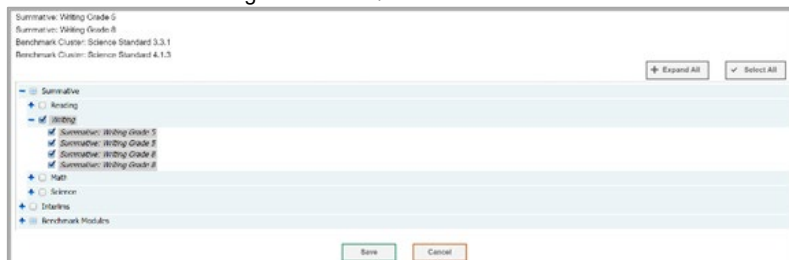 Summative: Writing Grade 5
Summative: Writing Grade 8
Benchmark Cluster: Science Standard 3.3.1
Benchmark Cluster: Science Standard 4.1.3
Expand All
Select All
Summative
Reading
Writing
Summative: Writing Grade 5
Summative: Writing Grade
Summative: Writing Grade 8
Summative: Writing Grade 8
Math
Science
Interims
Benchmark Modules
Save Cancel